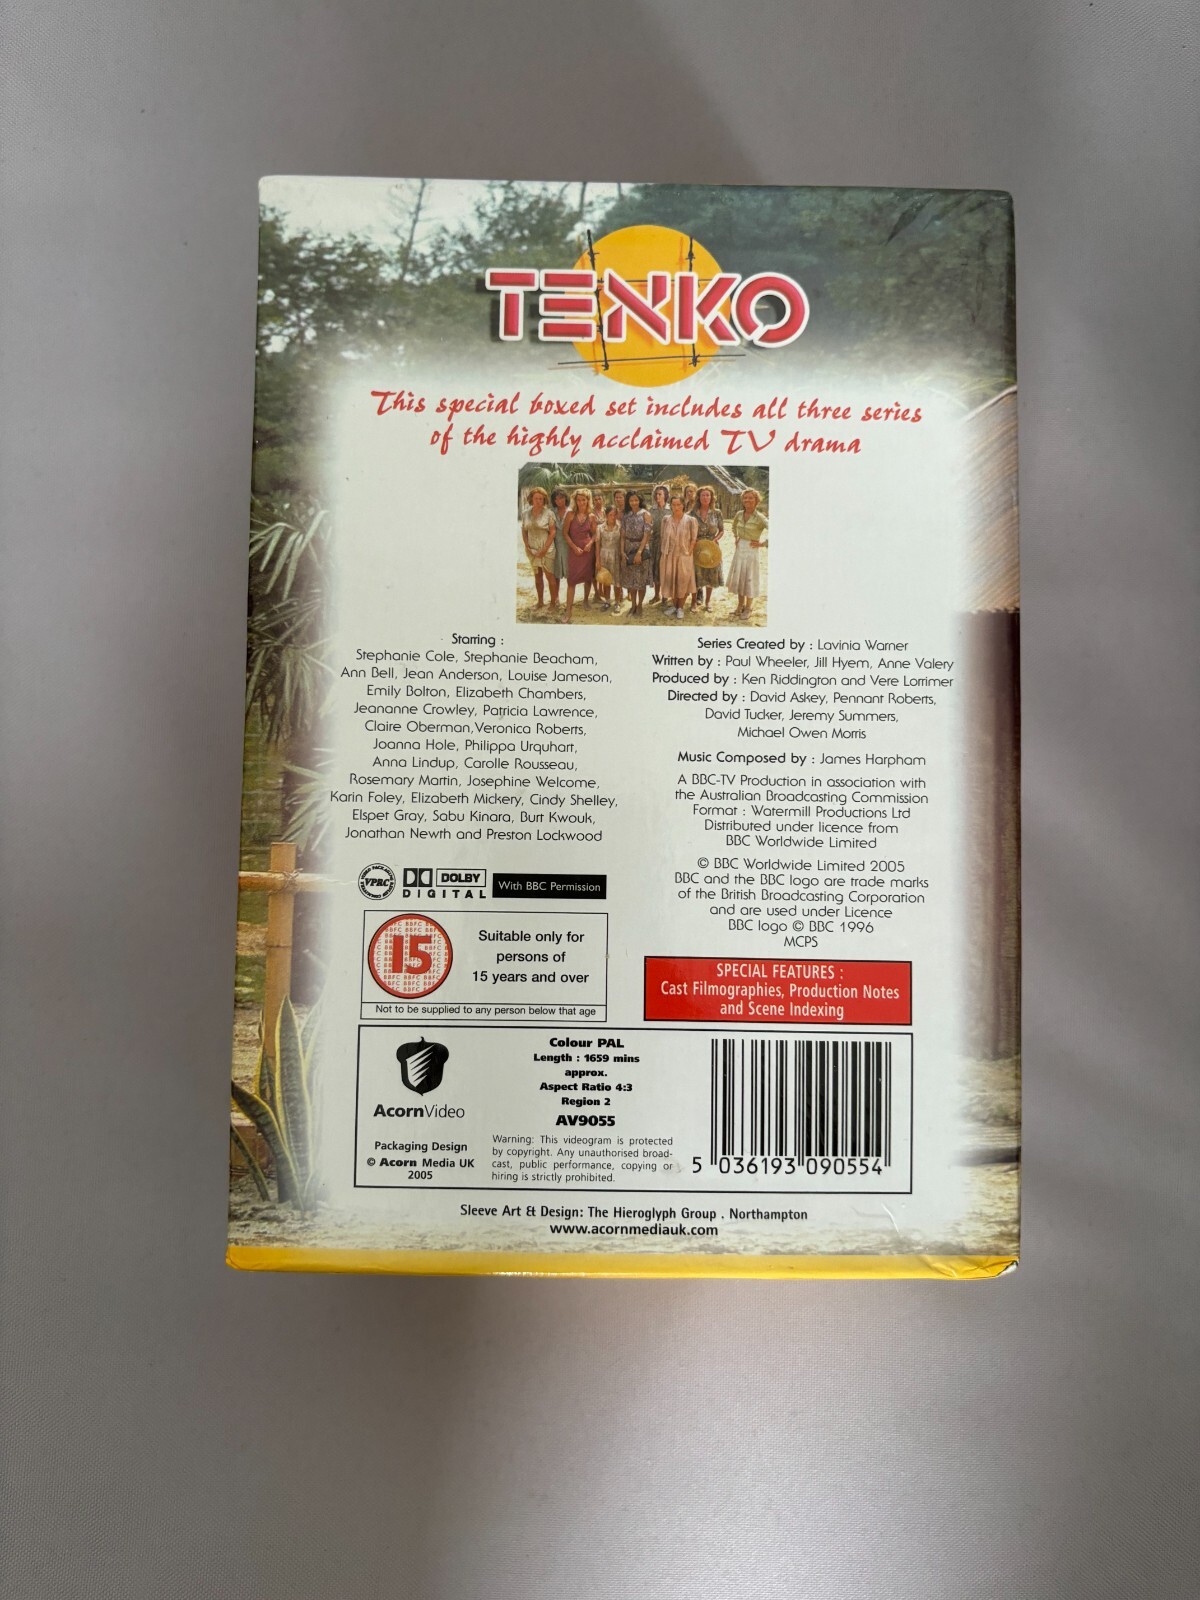 TENKO
This special boxed set includes all three series
of the highly acclaimed TV drama
Starring :
Stephanie Cole, Stephanie Beacham,
Ann Bell, Jean Anderson, Louise Jameson,
Emily Bolton, Elizabeth Chambers,
Jeananne Crowley, Patricia Lawrence,
Claire Oberman,Veronica Roberts,
Joanna Hole, Philippa Urquhart,
Anna Lindup, Carolle Rousseau,
Rosemary Martin, Josephine Welcome,
Karin Foley, Elizabeth Mickery, Cindy Shelley,
Elspet Gray, Sabu Kinara, Burt Kwouk,
Jonathan Newth and Preston Lockwood
Series Created by : Lavinia Warner
Written by : Paul Wheeler, Jill Hyem, Anne Valery
Produced by : Ken Riddington and Vere Lorrimer
Directed by : David Askey, Pennant Roberts,
David Tucker, Jeremy Summers,
Michael Owen Morris
Music Composed by : James Harpham
A BBC-TV Production in association with
the Australian Broadcasting Commission
Format : Watermill Productions Ltd
Distributed under licence from
BBC Worldwide Limited
© BBC Worldwide Limited 2005
BBC and the BBC logo are trade marks
of the British Broadcasting Corporation
and are used under Licence
BBC logo © BBC 1996
MCPS
VPRC
DOLBY
DIGITAL
With BBC Permission
15
Suitable only for
persons of
15 years and over
Not to be supplied to any person below that age
SPECIAL FEATURES :
Cast Filmographies, Production Notes
and Scene Indexing
AcornVideo
Packaging Design
© Acorn Media UK
2005
Colour PAL
Length : 1659 mins
approx.
Aspect Ratio 4:3
Region 2
AV9055
Warning: This videogram is protected
by copyright. Any unauthorised broad-
cast, public performance, copying or
hiring is strictly prohibited.
5 036193 090554
Sleeve Art & Design: The Hieroglyph Group . Northampton
www.acornmediauk.com